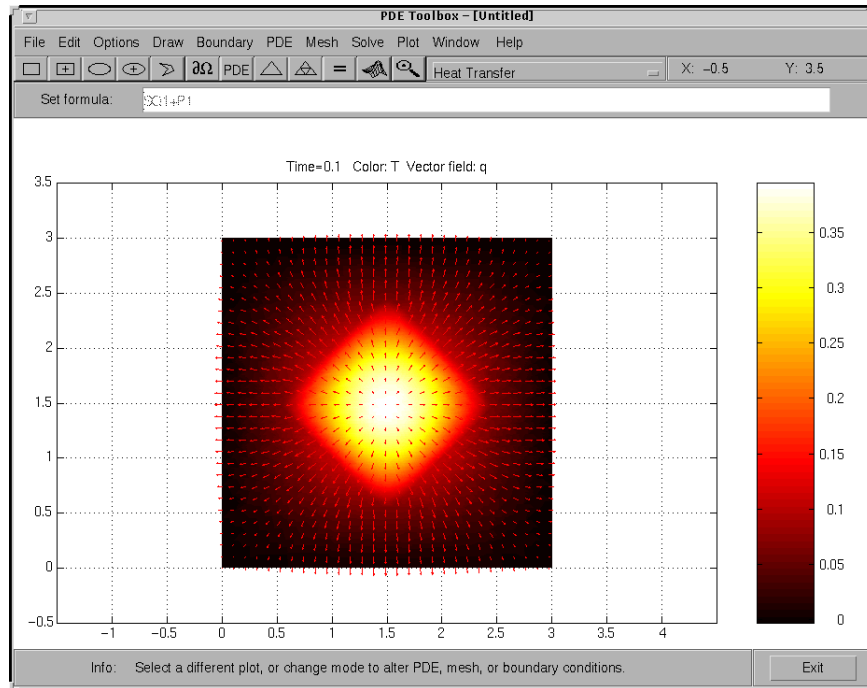 PDE Toolbox – [Untitled]
File Edit Options Draw Boundary PDE Mesh Solve Plot Window Help
∂Ω PDE = Heat Transfer X: –0.5 Y: 3.5
Set formula: SQ1+P1
Time=0.1 Color: T Vector field: q
3.5
3
2.5
2
1.5
1
0.5
0
–0.5
–1 –0.5 0 0.5 1 1.5 2 2.5 3 3.5 4
0.35
0.3
0.25
0.2
0.15
0.1
0.05
0
Info: Select a different plot, or change mode to alter PDE, mesh, or boundary conditions. Exit